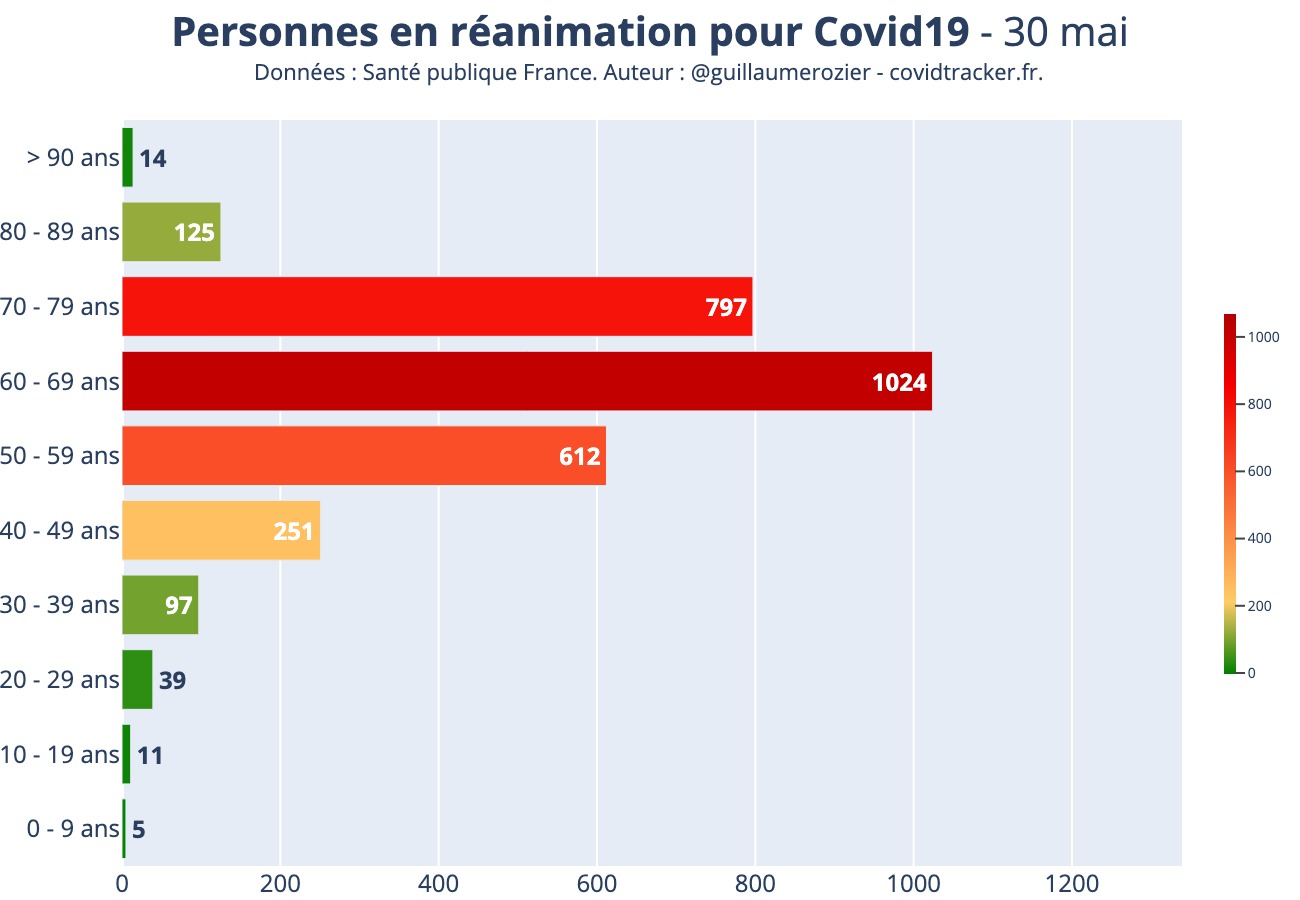 Personnes en réanimation pour Covid19 - 30 mai
Données : Santé publique France. Auteur : @guillaumerozier - covidtracker.fr.
> 90 ans 14
80 - 89 ans 125
70 - 79 ans 797
60 - 69 ans 1024
50 - 59 ans 612
40 - 49 ans 251
30 - 39 ans 97
20 - 29 ans 39
10 - 19 ans 11
0 - 9 ans 5
0 200 400 600 800 1000 1200
1000
800
600
400
200
0